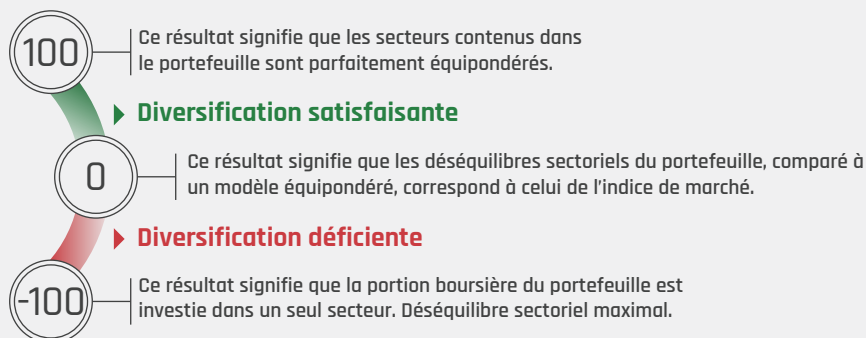 100
Ce résultat signifie que les secteurs contenus dans
le portefeuille sont parfaitement équipondérés.
Diversification satisfaisante
0
Ce résultat signifie que les déséquilibres sectoriels du portefeuille, comparé à
un modèle équipondéré, correspond à celui de l'indice de marché.
Diversification déficiente
-100
Ce résultat signifie que la portion boursière du portefeuille est
investie dans un seul secteur. Déséquilibre sectoriel maximal.